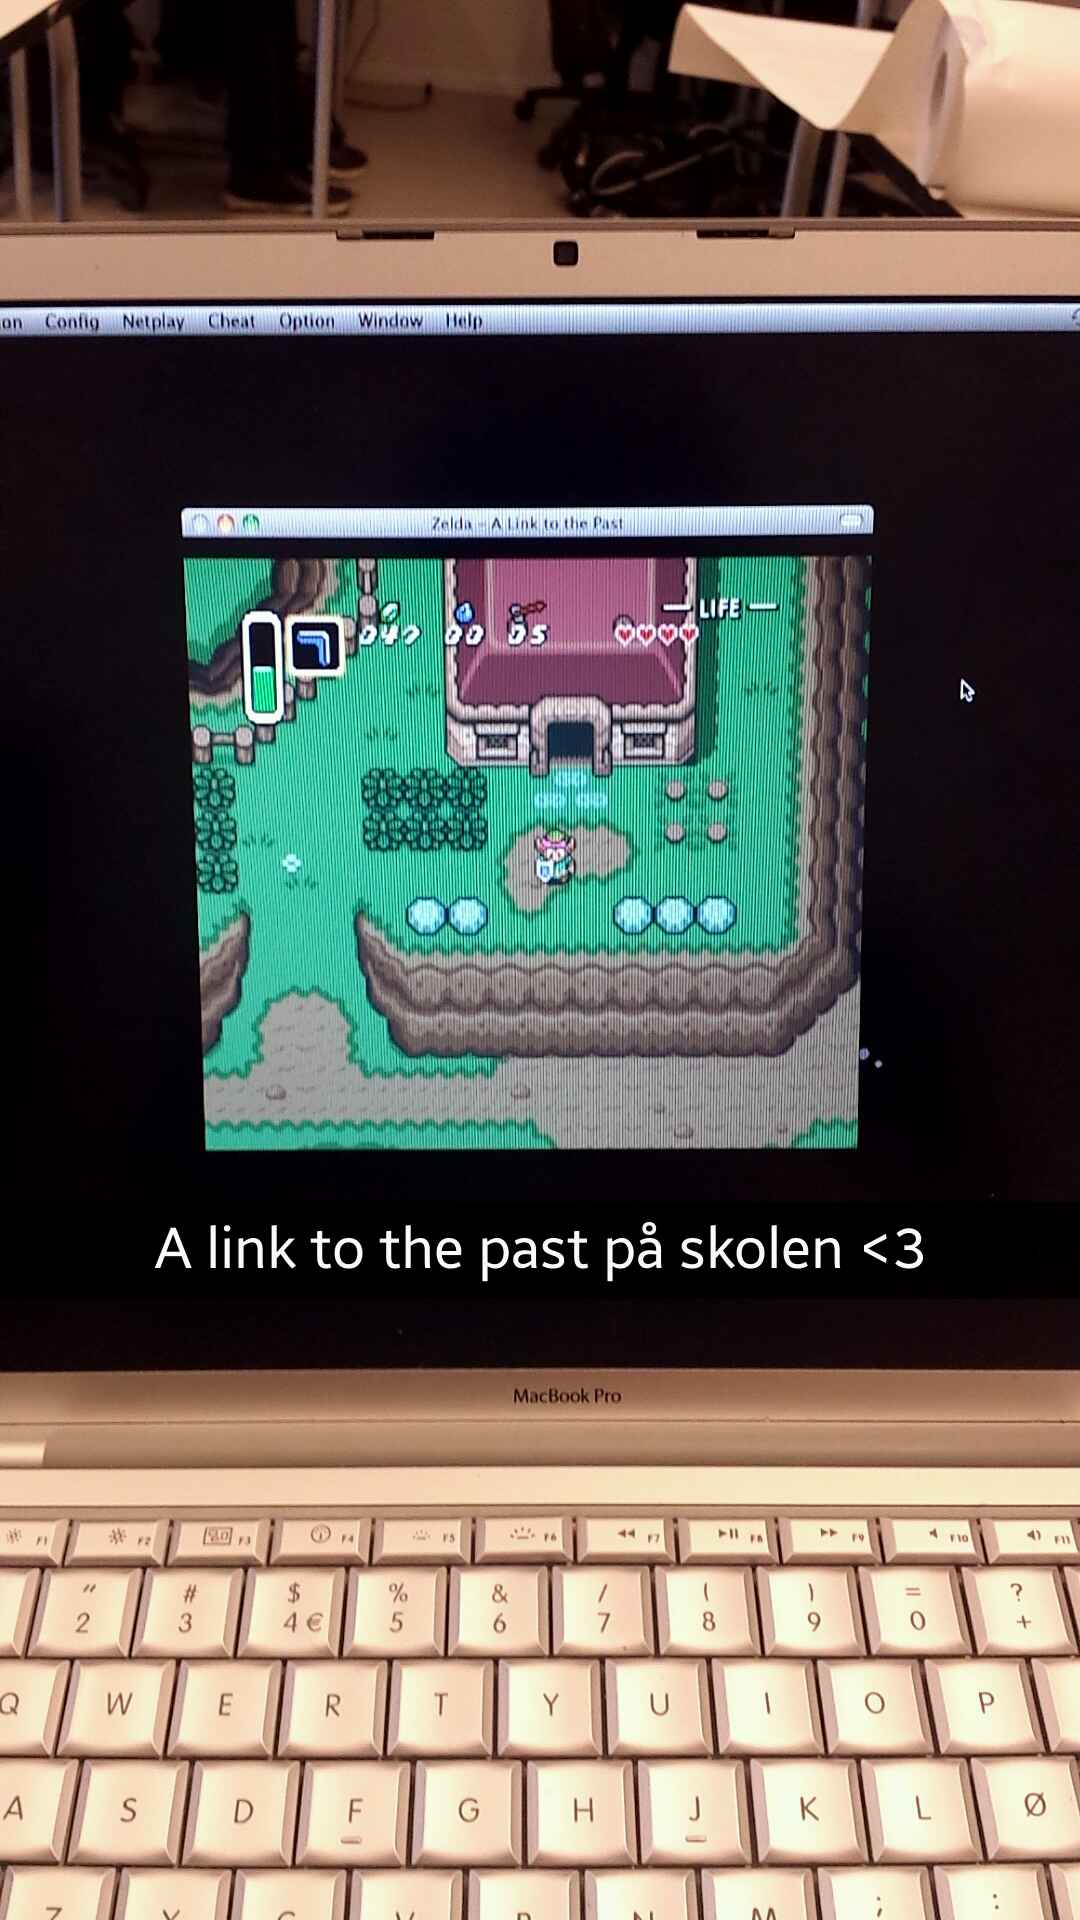 on Config Netplay Cheat Option Window Help
Zelda – A Link to the Past
— LIFE —
047 00 05
A link to the past på skolen <3
MacBook Pro
F1 F2 F3 F4 F5 F6 F7 F8 F9 F10 F11
" # $ % & / ( ) = ?
2 3 4 € 5 6 7 8 9 0 +
Q W E R T Y U I O P
A S D F G H J K L Ø
; :